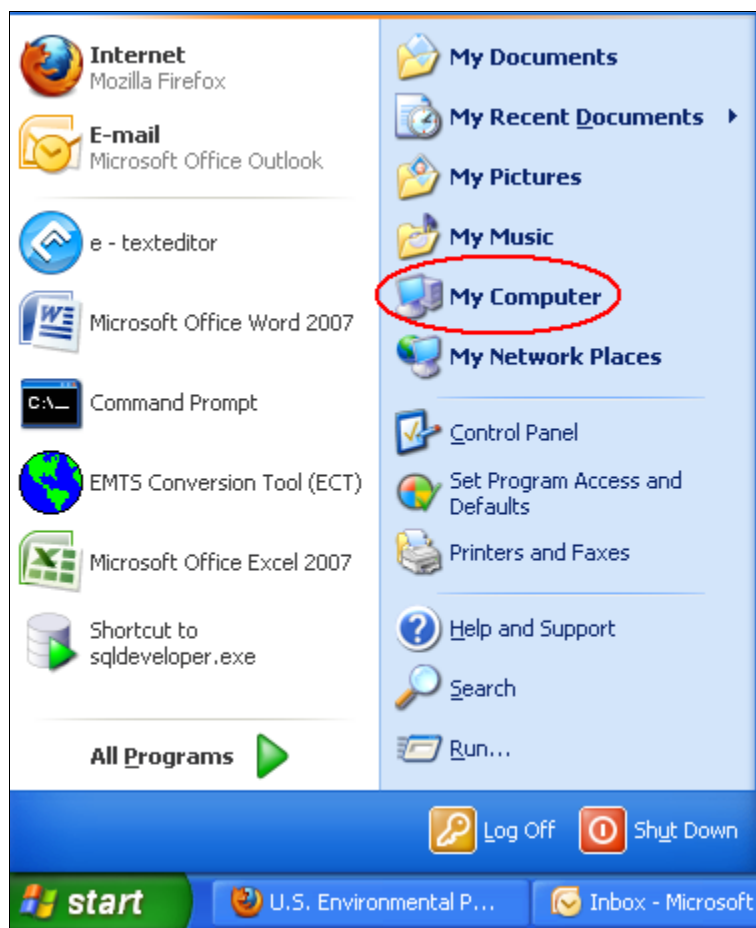 Internet
Mozilla Firefox
E-mail
Microsoft Office Outlook
e - texteditor
Microsoft Office Word 2007
C:\_
Command Prompt
EMTS Conversion Tool (ECT)
Microsoft Office Excel 2007
Shortcut to
sqldeveloper.exe
All Programs
My Documents
My Recent Documents
My Pictures
My Music
My Computer
My Network Places
Control Panel
Set Program Access and
Defaults
Printers and Faxes
Help and Support
Search
Run...
Log Off
Shut Down
start
U.S. Environmental P...
Inbox - Microsoft